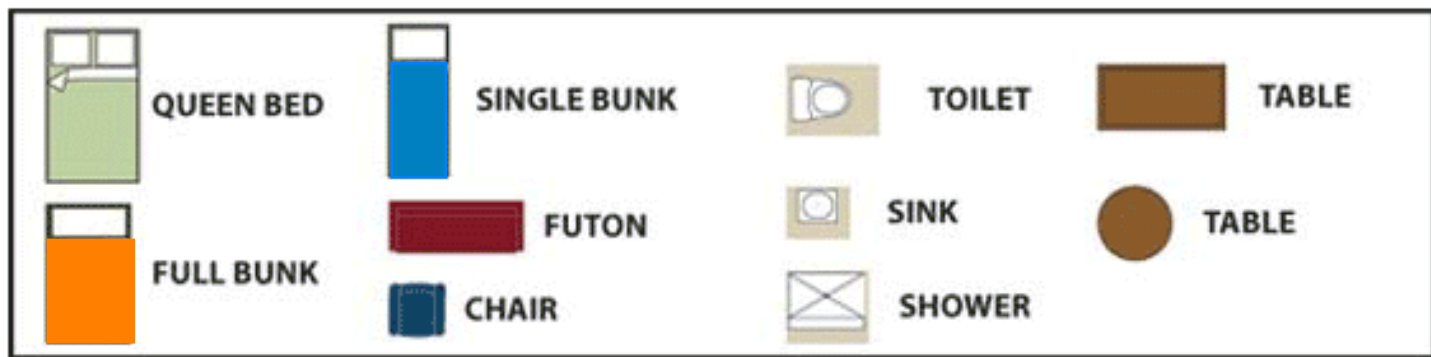 QUEEN BED
SINGLE BUNK
TOILET
TABLE
FUTON
SINK
TABLE
FULL BUNK
CHAIR
SHOWER